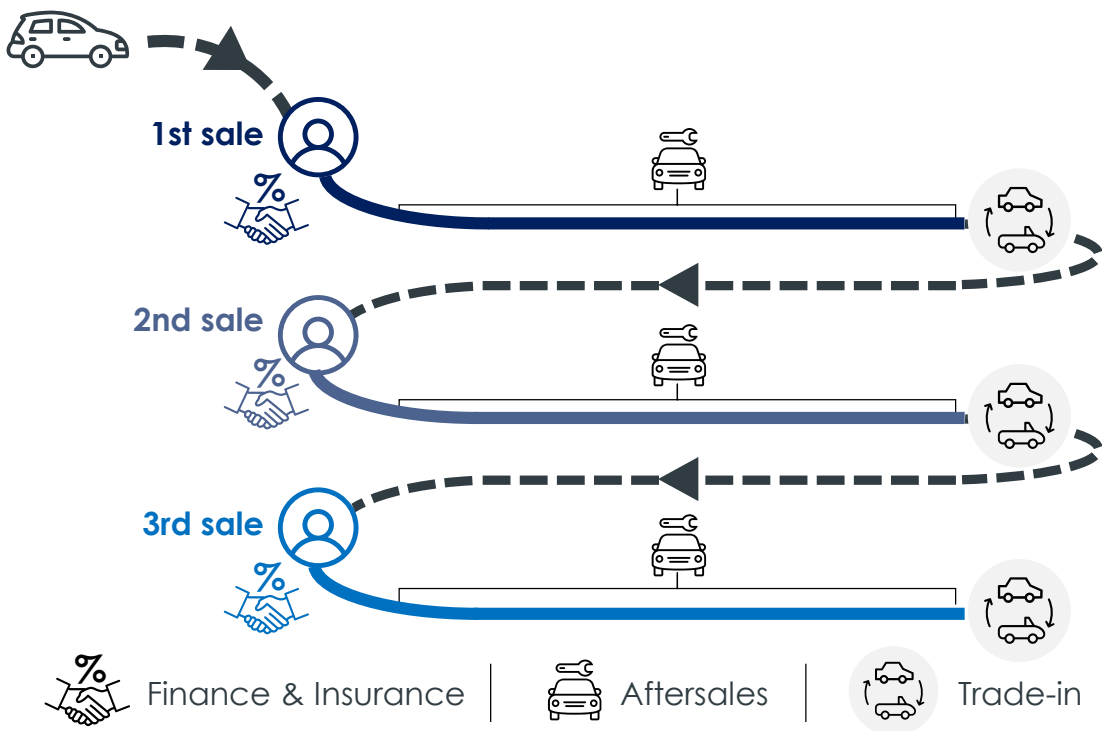 1st sale
%
2nd sale
%
3rd sale
%
% Finance & Insurance | Aftersales | Trade-in